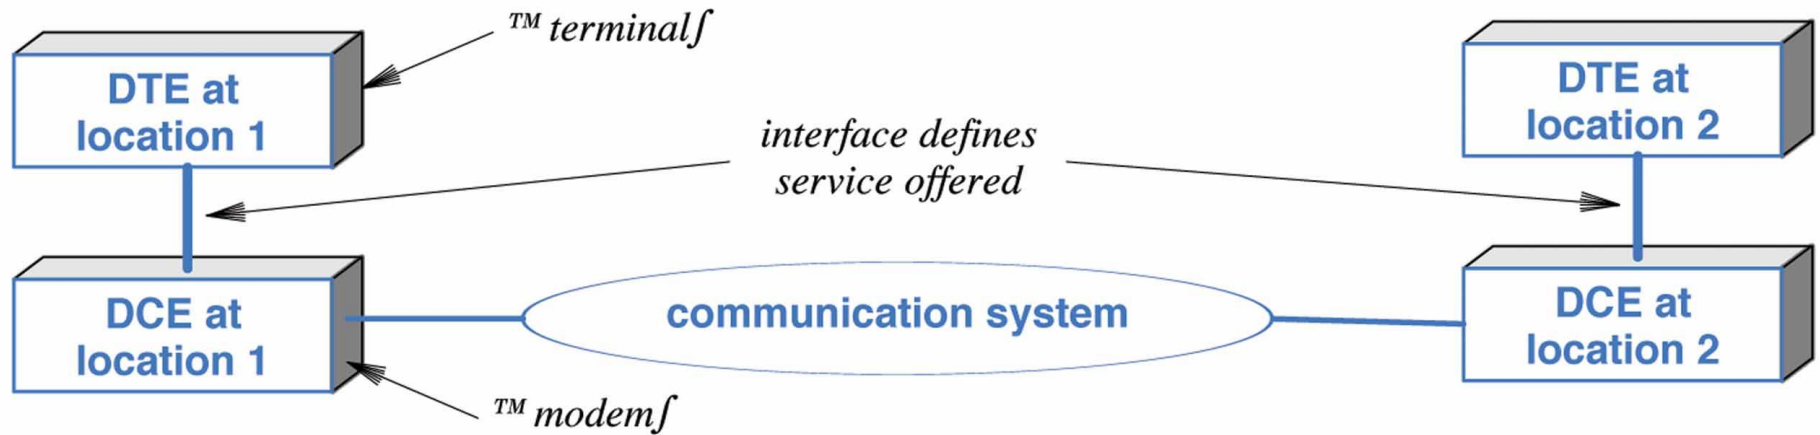 ™ terminal∫
DTE at
location 1
DTE at
location 2
interface defines
service offered
DCE at
location 1
communication system
DCE at
location 2
™ modem∫